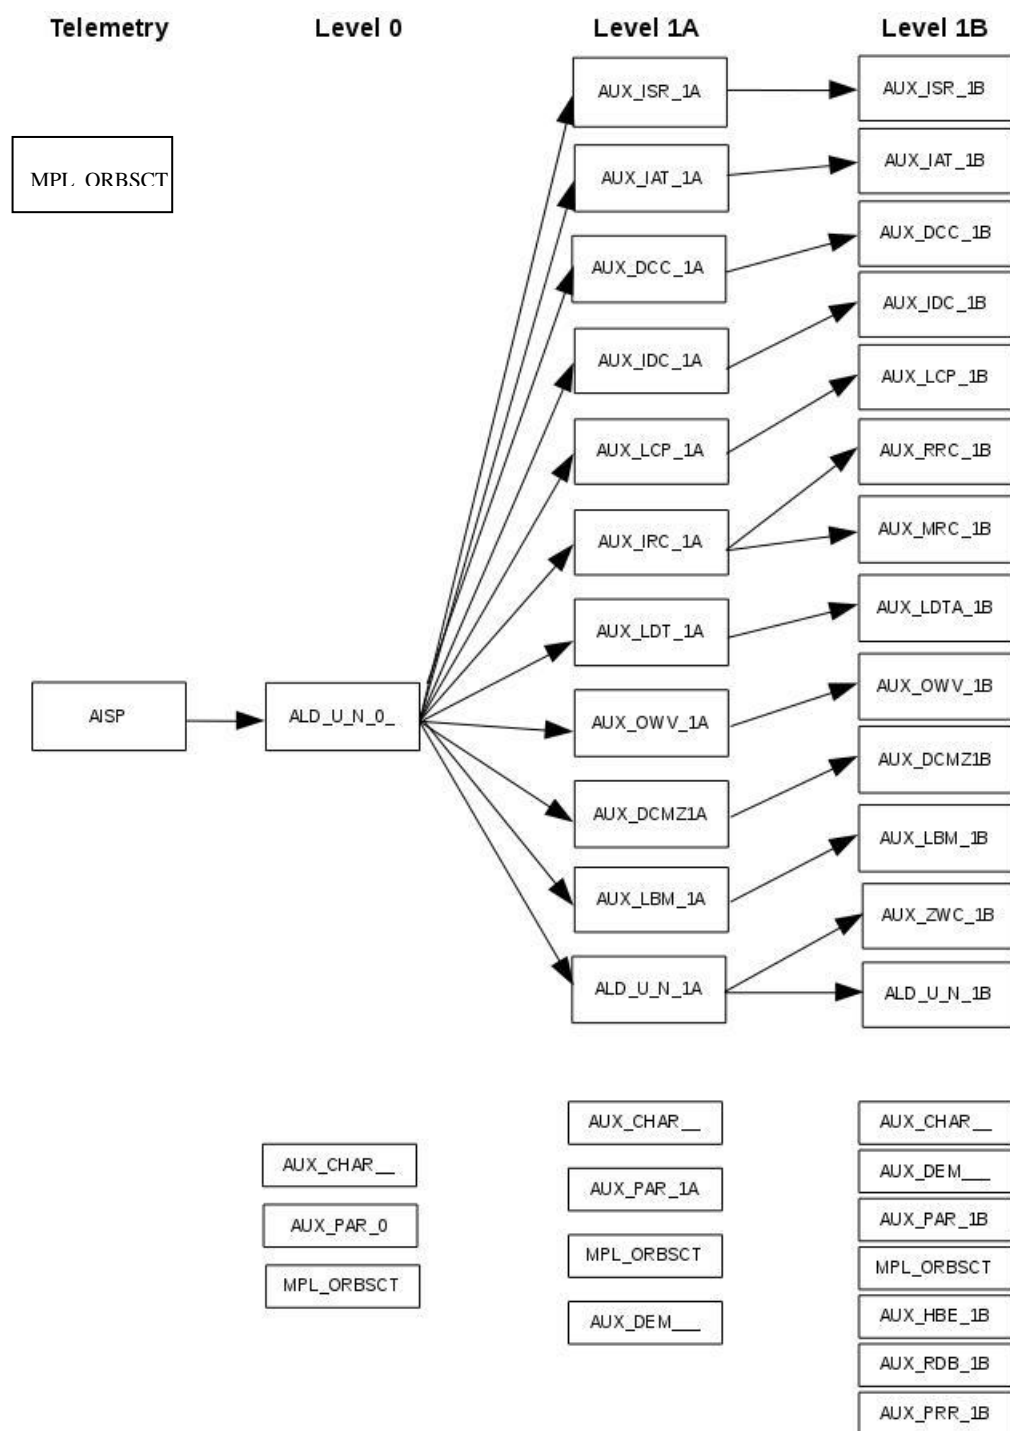 Telemetry Level 0 Level 1A Level 1B
AUX_ISR_1A AUX_ISR_1B
MPL_ORBSCT AUX_IAT_1A AUX_IAT_1B
AUX_DCC_1A AUX_DCC_1B
AUX_IDC_1A AUX_IDC_1B
AUX_LCP_1A AUX_LCP_1B
AUX_RRC_1B
AUX_IRC_1A AUX_MRC_1B
AUX_LDT_1A AUX_LDTA_1B
AISP ALD_U_N_0_ AUX_OWV_1A AUX_OWV_1B
AUX_DCMZ1A AUX_DCMZ1B
AUX_LBM_1A AUX_LBM_1B
AUX_ZWC_1B
ALD_U_N_1A ALD_U_N_1B
AUX_CHAR__ AUX_CHAR__
AUX_CHAR__ AUX_DEM___
AUX_PAR_1A AUX_PAR_1B
AUX_PAR_0
MPL_ORBSCT MPL_ORBSCT
MPL_ORBSCT AUX_HBE_1B
AUX_DEM___ AUX_RDB_1B
AUX_PRR_1B